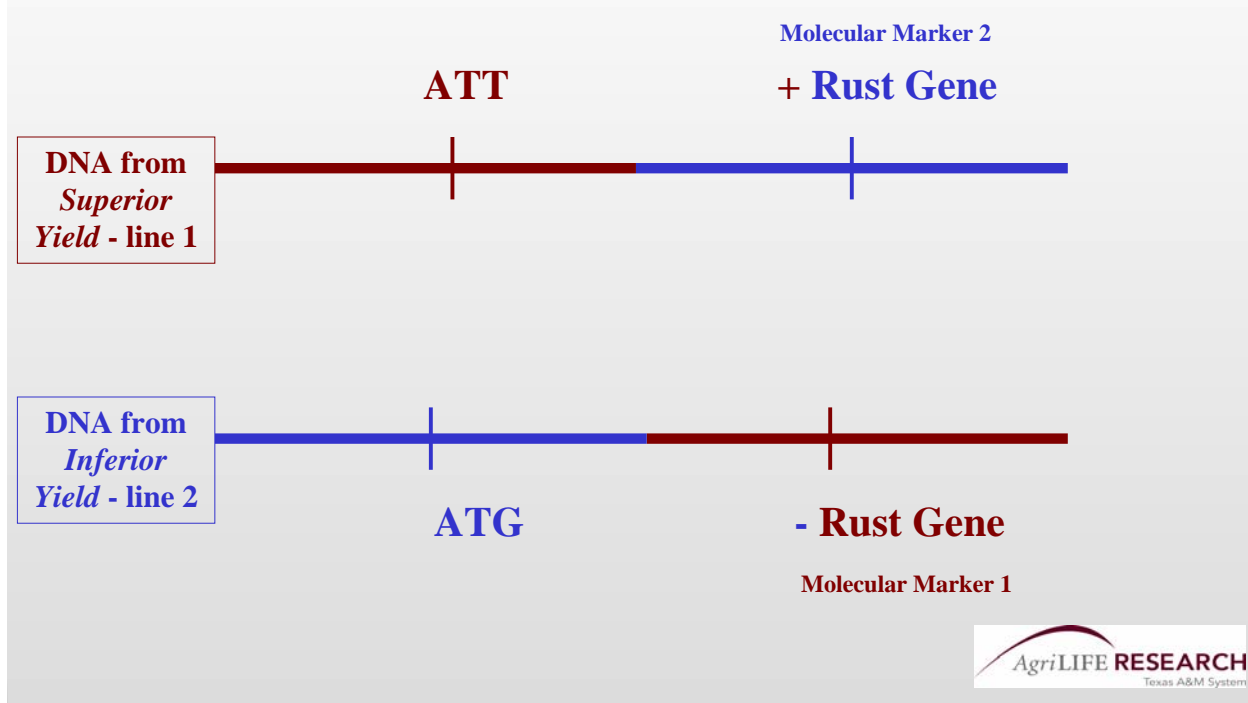 Molecular Marker 2
ATT
+ Rust Gene
DNA from
Superior
Yield - line 1
DNA from
Inferior
Yield - line 2
ATG
- Rust Gene
Molecular Marker 1
AgriLIFE RESEARCH
Texas A&M System